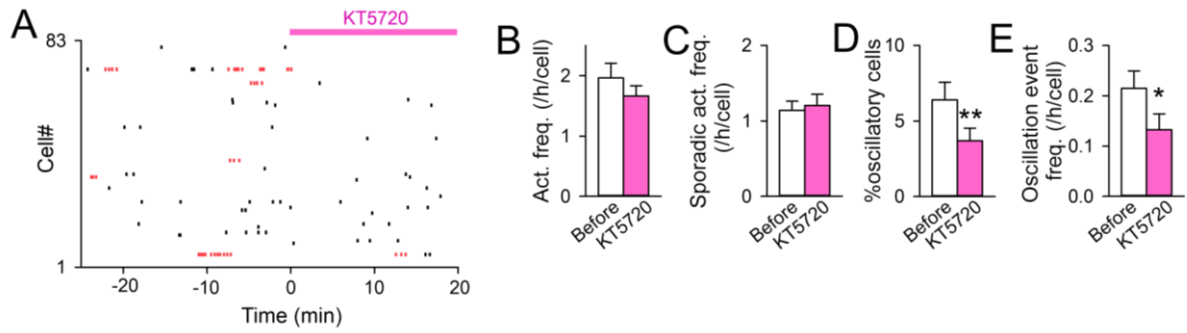 A
KT5720
83
Cell#
1
-20
-10
0
10
20
Time (min)
B
Act. freq. (/h/cell)
2
1
0
Before
KT5720
C
Sporadic act. freq.
(/h/cell)
2
1
0
Before
KT5720
D
%oscillatory cells
10
5
0
**
Before
KT5720
E
Oscillation event
freq. (/h/cell)
0.3
0.2
0.1
0.0
*
Before
KT5720